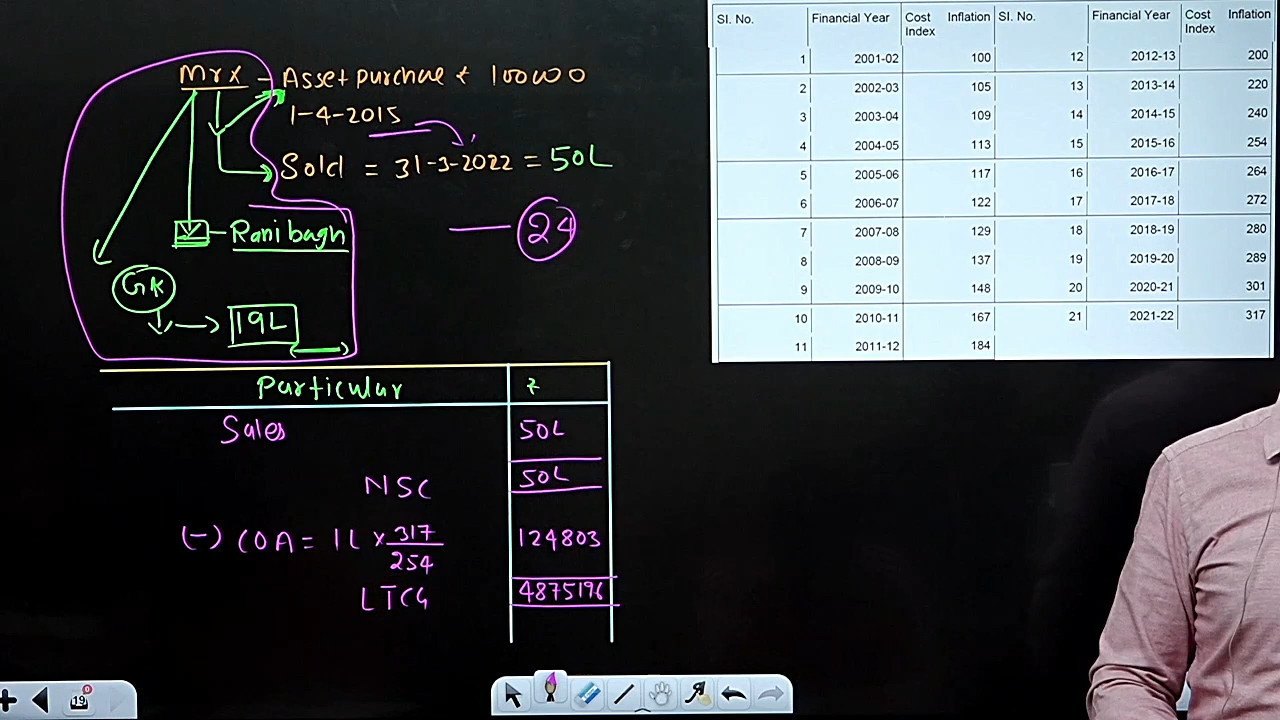 Mr X - Asset purchase ₹ 100000
1-4-2015
Sold = 31-3-2022 = 50L
Rani bagh
24
GK
19L
Particular ₹
Sales 50L
NSC 50L
(-) COA = 1L × 317/254 124803
LTCG 4875196
SI. No. Financial Year Cost Inflation Index SI. No. Financial Year Cost Inflation Index
1 2001-02 100 12 2012-13 200
2 2002-03 105 13 2013-14 220
3 2003-04 109 14 2014-15 240
4 2004-05 113 15 2015-16 254
5 2005-06 117 16 2016-17 264
6 2006-07 122 17 2017-18 272
7 2007-08 129 18 2018-19 280
8 2008-09 137 19 2019-20 289
9 2009-10 148 20 2020-21 301
10 2010-11 167 21 2021-22 317
11 2011-12 184
19 0